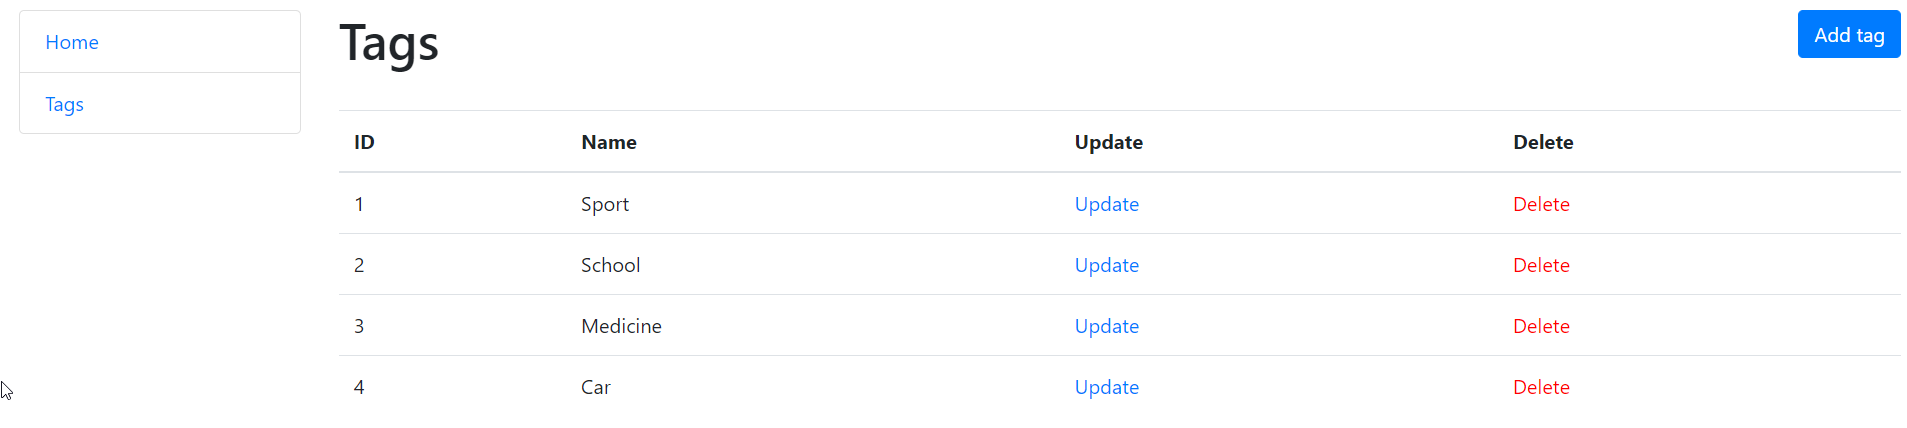 Home
Tags
Tags
Add tag
ID Name Update Delete
1 Sport Update Delete
2 School Update Delete
3 Medicine Update Delete
4 Car Update Delete